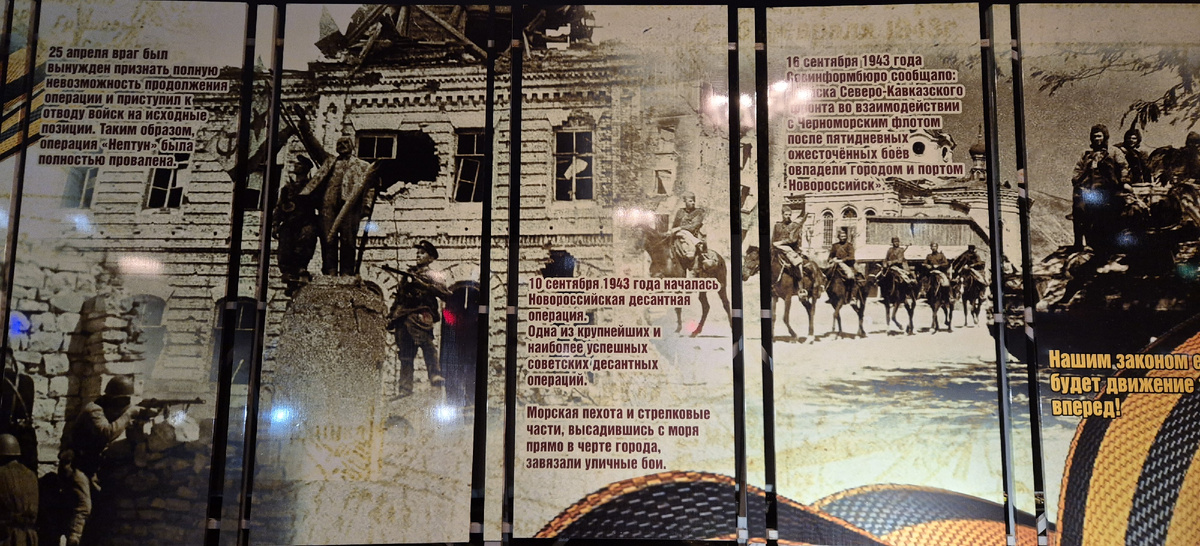 25 апреля враг был
вынужден признать полную
невозможность продолжения
операции и приступил к
отводу войск на исходные
позиции. Таким образом,
операция «Нептун» была
полностью провалена.
10 сентября 1943 года началась
Новороссийская десантная
операция.
Одна из крупнейших и
наиболее успешных
советских десантных
операций.
Морская пехота и стрелковые
части, высадившись с моря
прямо в черте города,
завязали уличные бои.
16 сентября 1943 года
Совинформбюро сообщало:
Северо-Кавказского
фронта во взаимодействии
с Черноморским флотом
после пятидневных
ожесточённых боёв
овладели городом и портом
Новороссийск».
Нашим законом
будет движение
вперед!